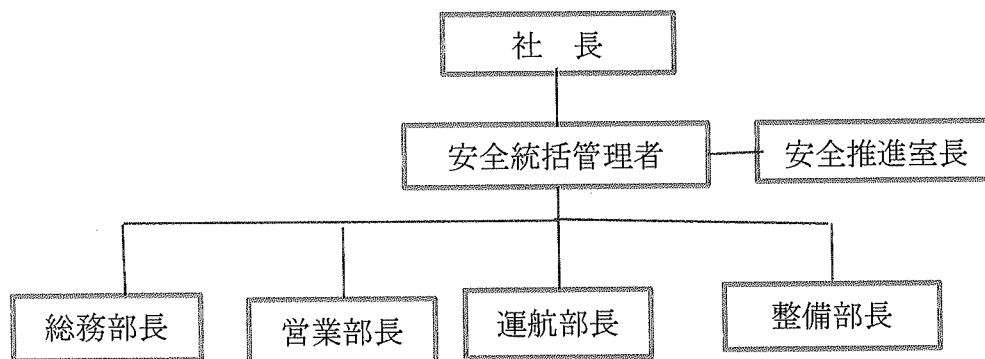 社　長
安全統括管理者
安全推進室長
総務部長
営業部長
運航部長
整備部長